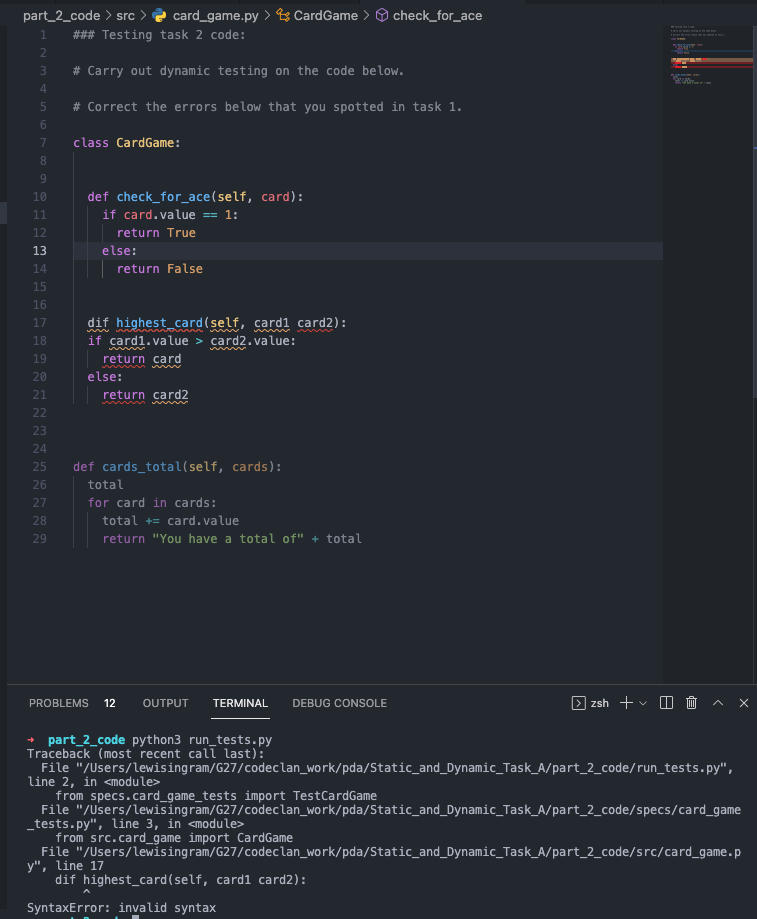 part_2_code > src > card_game.py > CardGame > check_for_ace
1 ### Testing task 2 code:
2
3 # Carry out dynamic testing on the code below.
4
5 # Correct the errors below that you spotted in task 1.
6
7 class CardGame:
8
9
10 def check_for_ace(self, card):
11 if card.value == 1:
12 return True
13 else:
14 return False
15
16
17 dif highest_card(self, card1 card2):
18 if card1.value > card2.value:
19 return card
20 else:
21 return card2
22
23
24
25 def cards_total(self, cards):
26 total
27 for card in cards:
28 total += card.value
29 return "You have a total of" + total
PROBLEMS 12 OUTPUT TERMINAL DEBUG CONSOLE zsh
→ part_2_code python3 run_tests.py
Traceback (most recent call last):
File "/Users/lewisingram/G27/codeclan_work/pda/Static_and_Dynamic_Task_A/part_2_code/run_tests.py",
line 2, in <module>
from specs.card_game_tests import TestCardGame
File "/Users/lewisingram/G27/codeclan_work/pda/Static_and_Dynamic_Task_A/part_2_code/specs/card_game
_tests.py", line 3, in <module>
from src.card_game import CardGame
File "/Users/lewisingram/G27/codeclan_work/pda/Static_and_Dynamic_Task_A/part_2_code/src/card_game.p
y", line 17
dif highest_card(self, card1 card2):
^
SyntaxError: invalid syntax